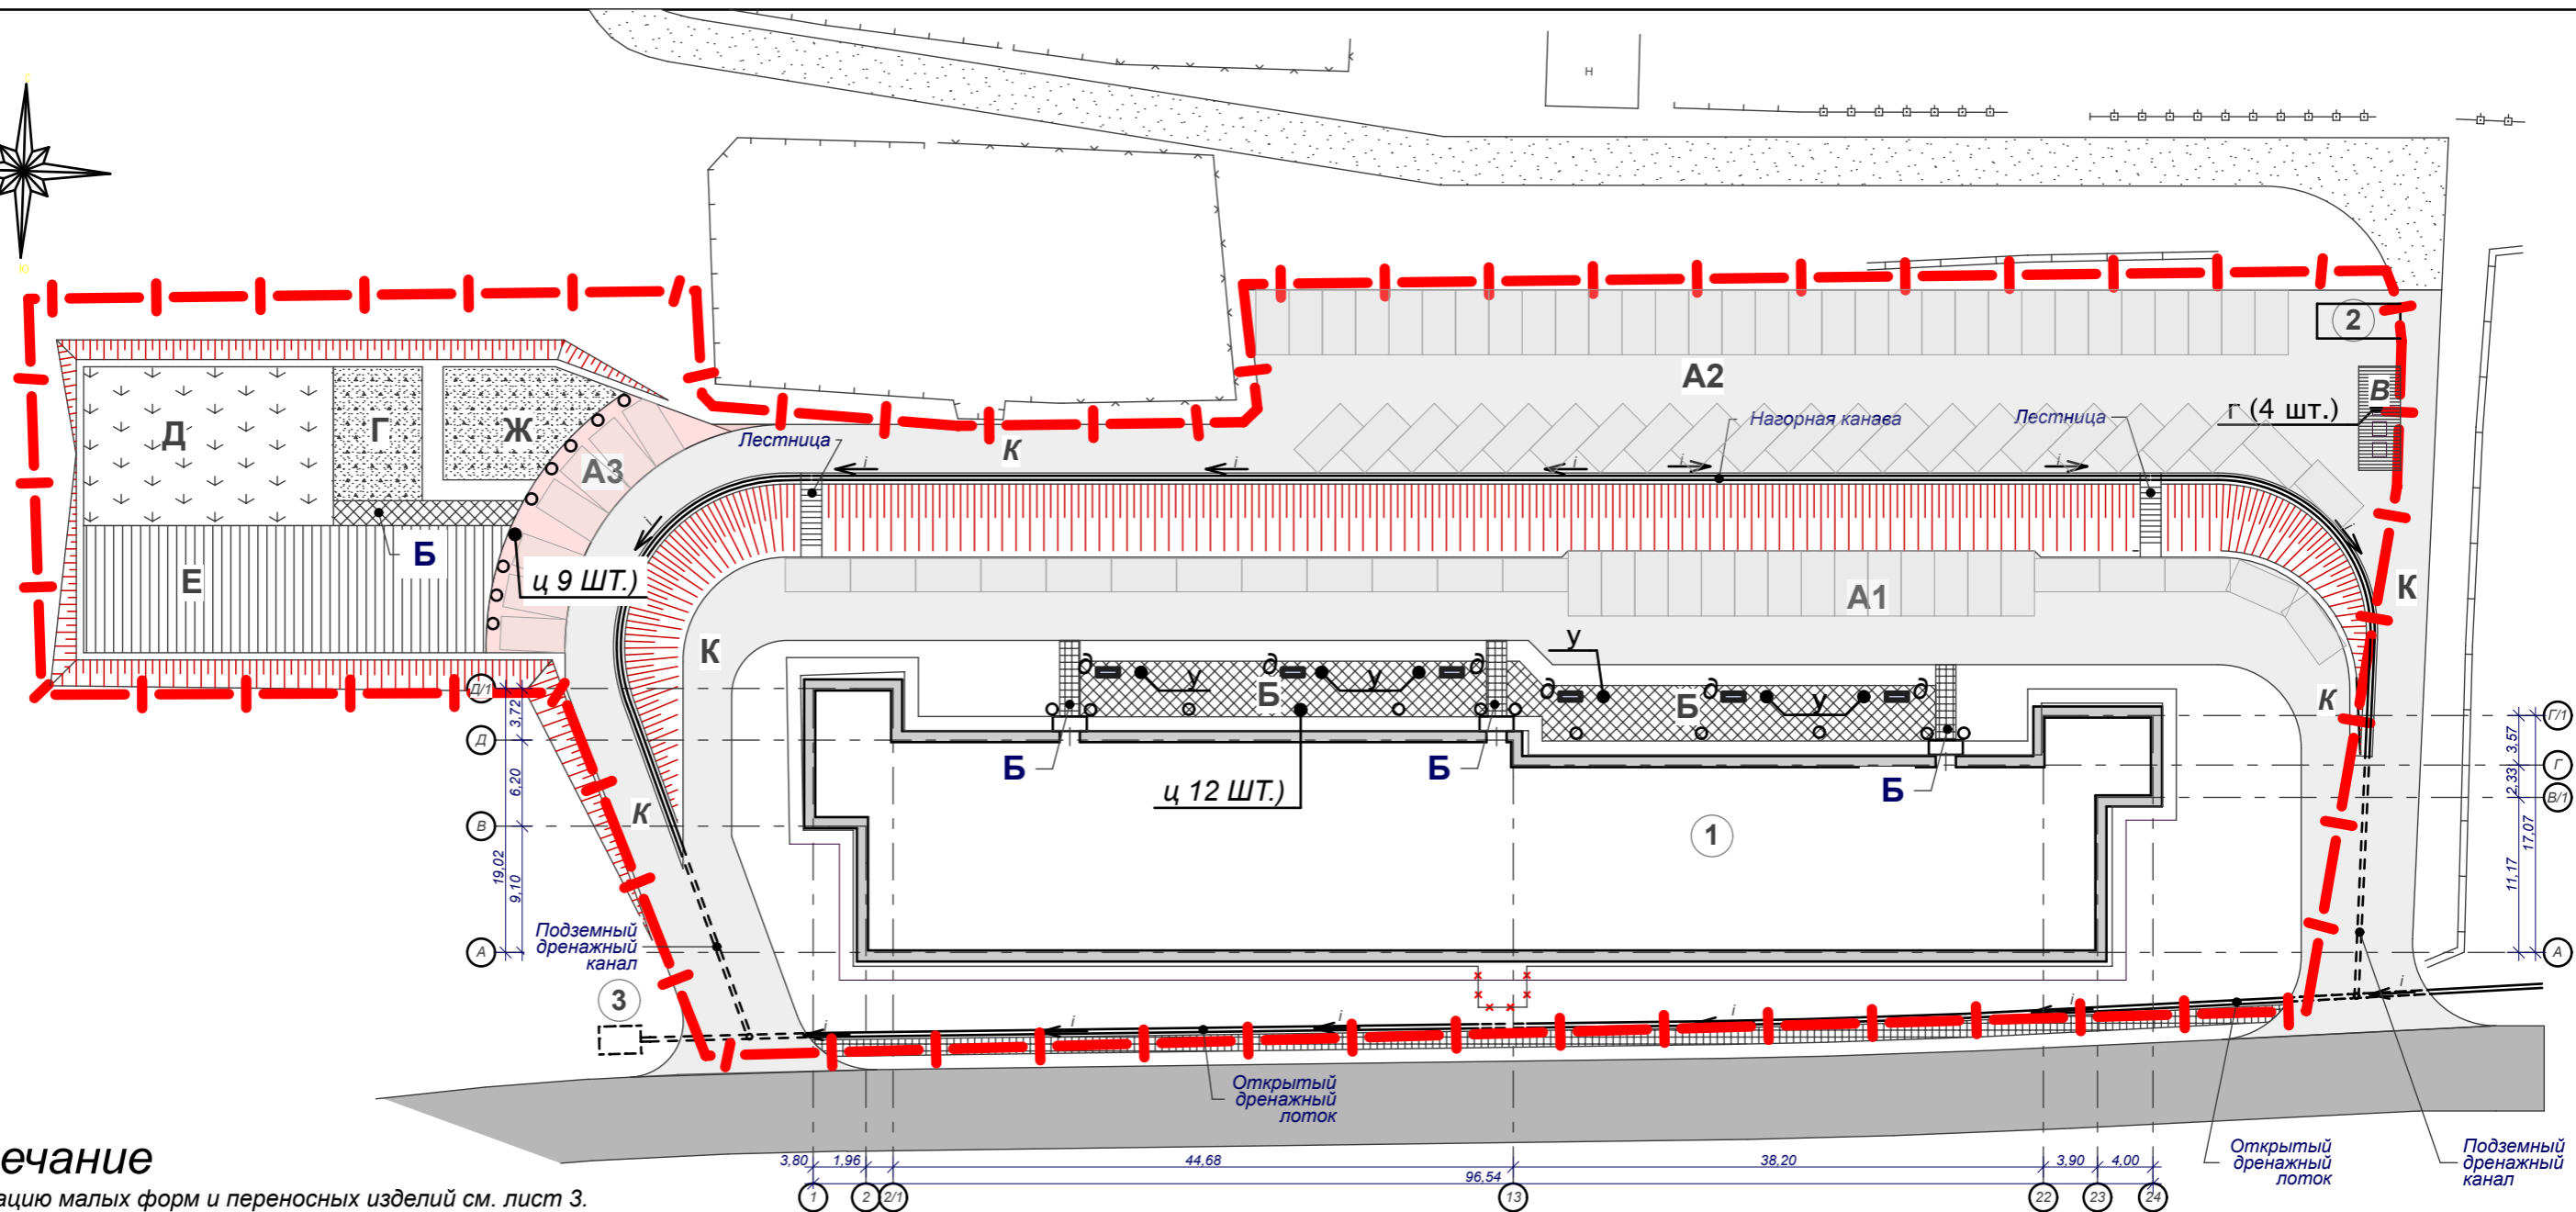 С
Ю
Н
А2
2
В
г (4 шт.)
Нагорная канава
Лестница
Лестница
К
Д
Г
Ж
А3
Б
Е
ц 9 ШТ.)
i
i
i
i
i
i
i
К
А1
К
К
К
у
д
у
д
у
д
д
д
у
д
Б
Б
Б
Б
Б
ц 12 ШТ.)
1
Д/1
Д
В
А
3,72
6,20
9,10
19,02
Г/1
Г
В/1
А
3,57
2,33
11,17
17,07
Подземный
дренажный
канал
3
i
i
i
i
i
i
Открытый
дренажный
лоток
Открытый
дренажный
лоток
Подземный
дренажный
канал
ечание
ацию малых форм и переносных изделий см. лист 3.
3,80
1,96
44,68
38,20
3,90
4,00
96,54
1
2
2/1
13
22
23
24